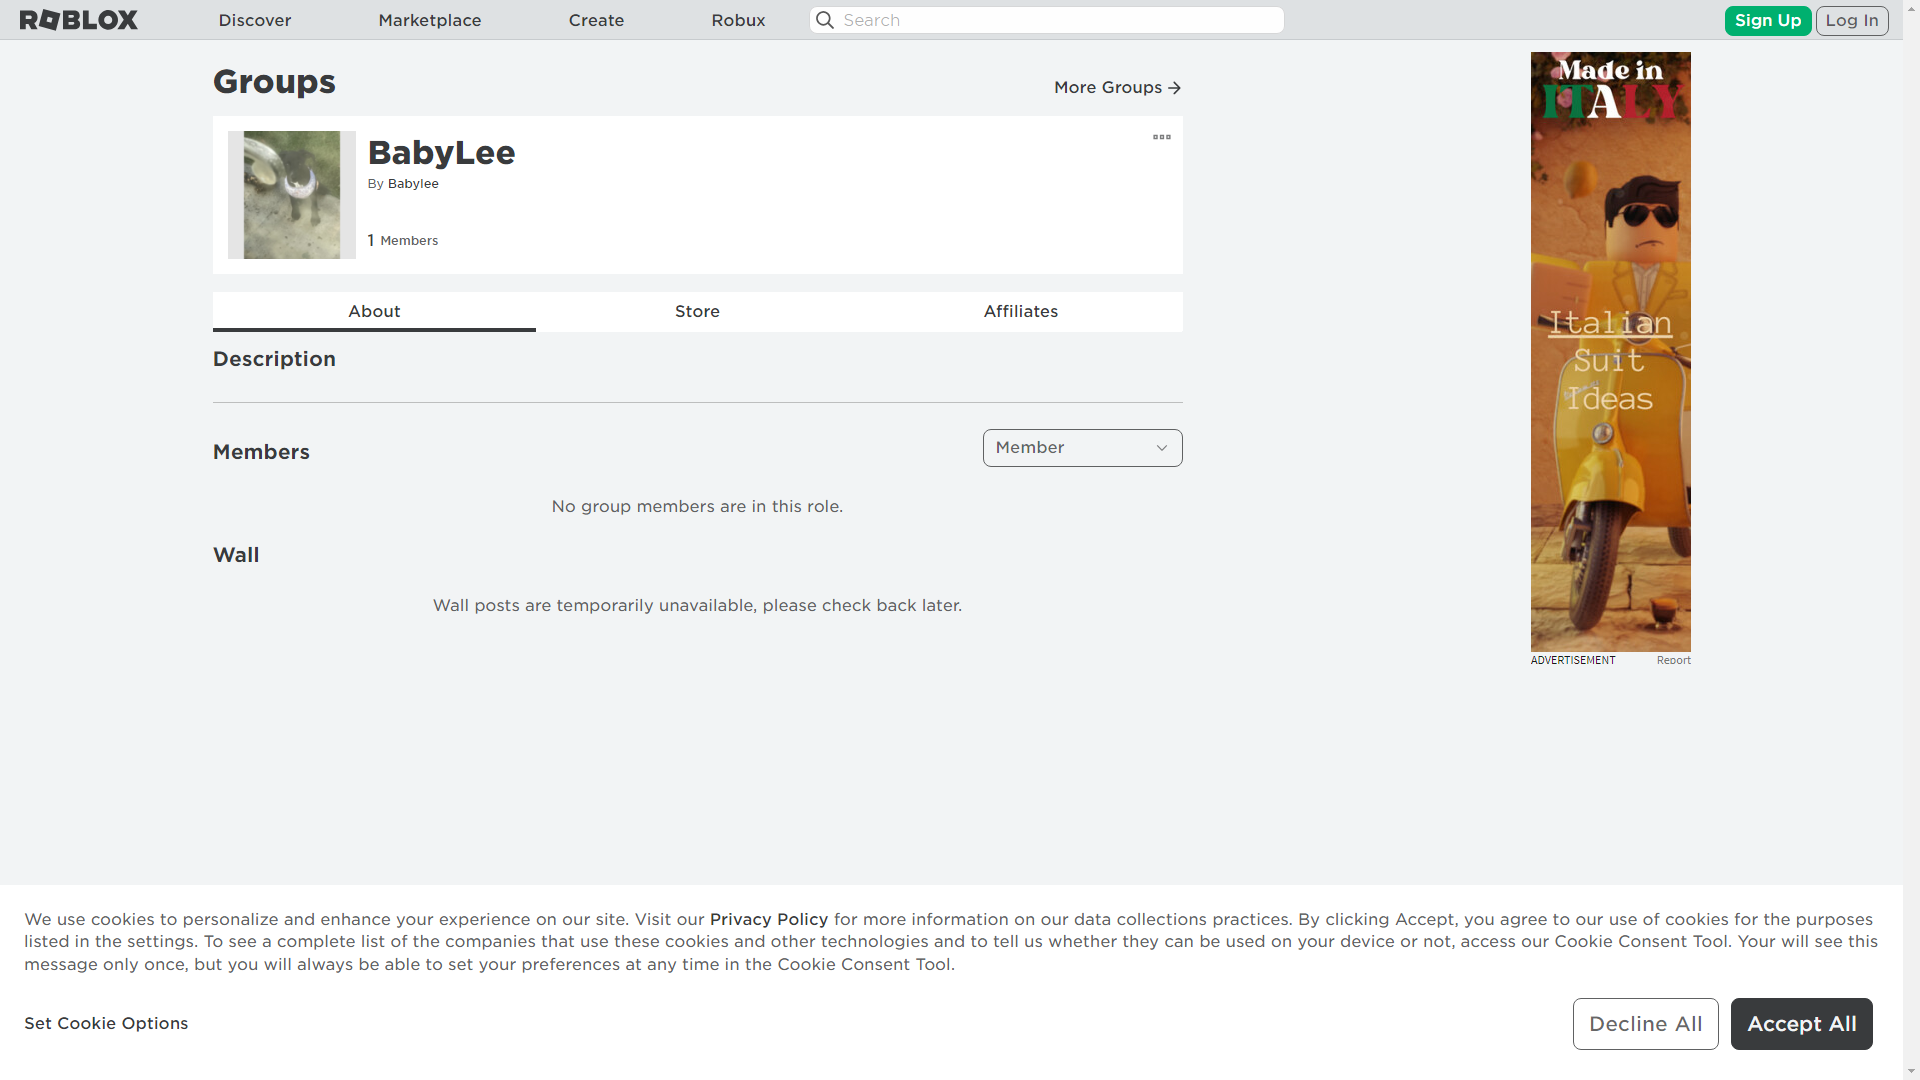 ROBLOX
Discover
Marketplace
Create
Robux
Search
Sign Up
Log In
Groups
More Groups
BabyLee
By Babylee
1 Members
About
Store
Affiliates
Description
Members
Member
No group members are in this role.
Wall
Wall posts are temporarily unavailable, please check back later.
Made in
ITALY
Italian
Suit
Ideas
ADVERTISEMENT
Report
We use cookies to personalize and enhance your experience on our site. Visit our Privacy Policy for more information on our data collections practices. By clicking Accept, you agree to our use of cookies for the purposes
listed in the settings. To see a complete list of the companies that use these cookies and other technologies and to tell us whether they can be used on your device or not, access our Cookie Consent Tool. Your will see this
message only once, but you will always be able to set your preferences at any time in the Cookie Consent Tool.
Set Cookie Options
Decline All
Accept All